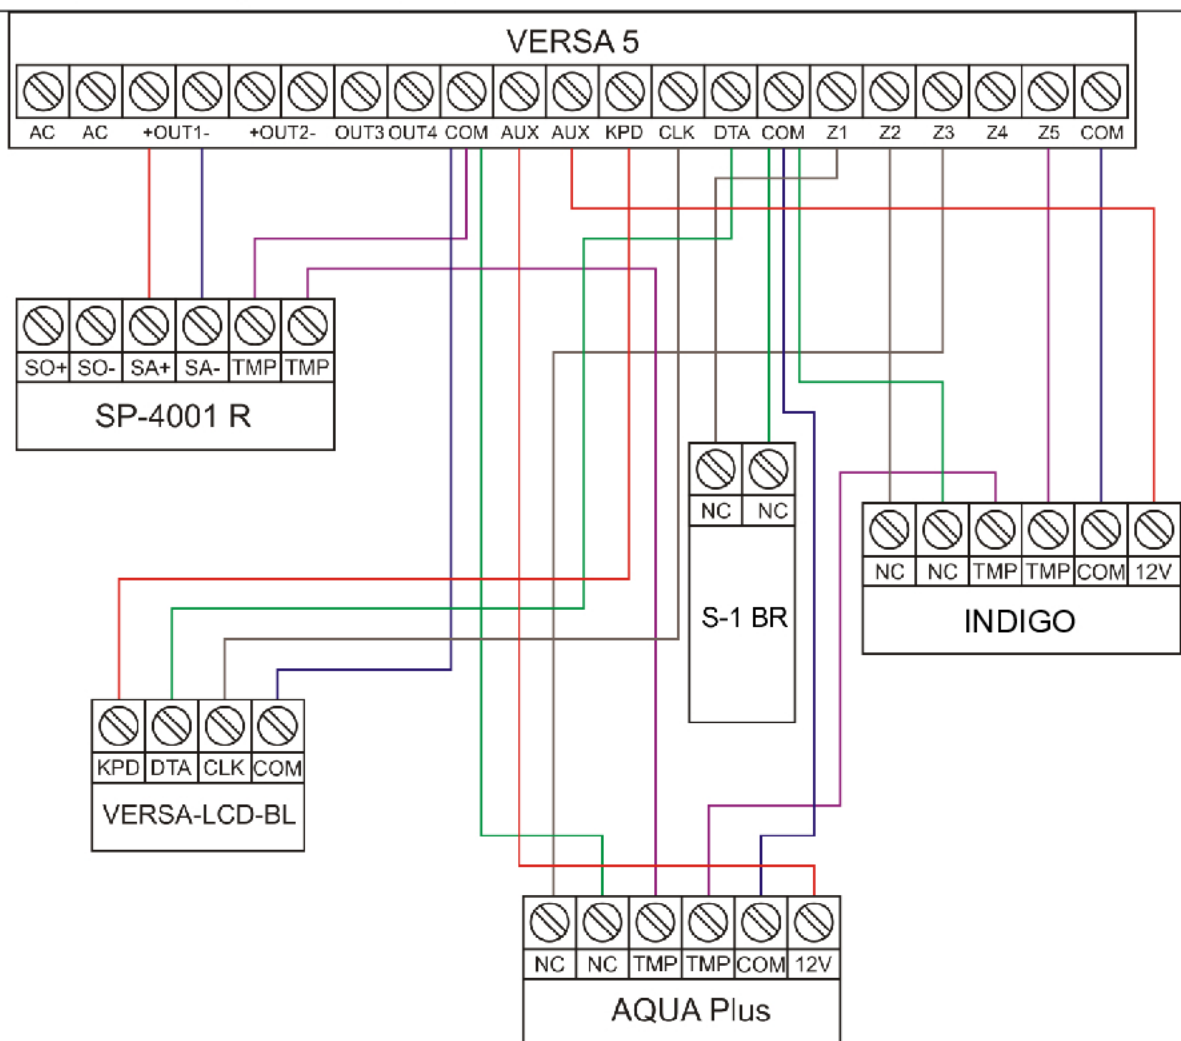 VERSA 5
AC AC +OUT1- +OUT2- OUT3 OUT4 COM AUX AUX KPD CLK DTA COM Z1 Z2 Z3 Z4 Z5 COM
SO+ SO- SA+ SA- TMP TMP
SP-4001 R
NC NC
S-1 BR
NC NC TMP TMP COM 12V
INDIGO
KPD DTA CLK COM
VERSA-LCD-BL
NC NC TMP TMP COM 12V
AQUA Plus